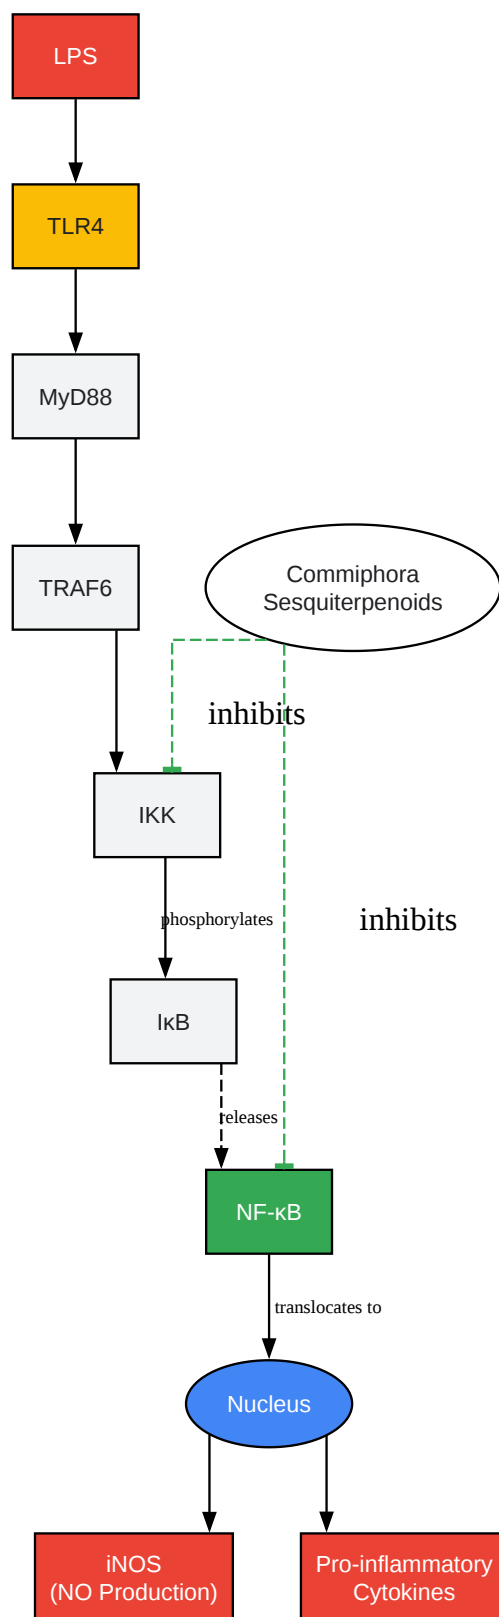 LPS
TLR4
MyD88
TRAF6
Commiphora
Sesquiterpenoids
inhibits
IKK
phosphorylates
inhibits
IκB
releases
NF-κB
translocates to
Nucleus
iNOS
(NO Production)
Pro-inflammatory
Cytokines